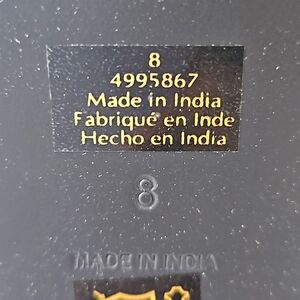 8
4995867
Made in India
Fabriqué en Inde
Hecho en India
8
MADE IN INDIA